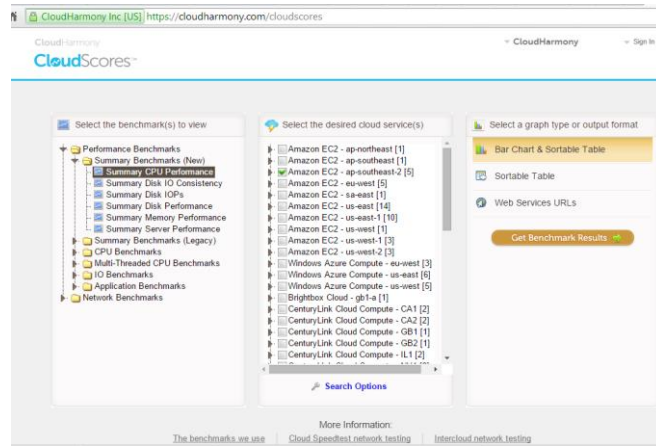 CloudHarmony Inc [US] https://cloudharmony.com/cloudscores
CloudHarmony
CloudHarmony
Sign In
CloudScores
Select the benchmark(s) to view
Performance Benchmarks
Summary Benchmarks (New)
Summary CPU Performance
Summary Disk IO Consistency
Summary Disk IOPs
Summary Disk Performance
Summary Memory Performance
Summary Server Performance
Summary Benchmarks (Legacy)
CPU Benchmarks
Multi-Threaded CPU Benchmarks
IO Benchmarks
Application Benchmarks
Network Benchmarks
Select the desired cloud service(s)
Amazon EC2 - ap-northeast [1]
Amazon EC2 - ap-southeast [1]
Amazon EC2 - ap-southeast-2 [5]
Amazon EC2 - eu-west [5]
Amazon EC2 - sa-east [1]
Amazon EC2 - us-east [14]
Amazon EC2 - us-east-1 [10]
Amazon EC2 - us-west [1]
Amazon EC2 - us-west-1 [3]
Amazon EC2 - us-west-2 [3]
Windows Azure Compute - eu-west [3]
Windows Azure Compute - us-east [6]
Windows Azure Compute - us-west [5]
Brightbox Cloud - gb1-a [1]
CenturyLink Cloud Compute - CA1 [2]
CenturyLink Cloud Compute - CA2 [2]
CenturyLink Cloud Compute - GB1 [1]
CenturyLink Cloud Compute - GB2 [1]
CenturyLink Cloud Compute - IL1 [2]
Search Options
Select a graph type or output format
Bar Chart & Sortable Table
Sortable Table
Web Services URLs
Get Benchmark Results
More Information:
The benchmarks we use
Cloud Speedtest network testing
Intercloud network testing